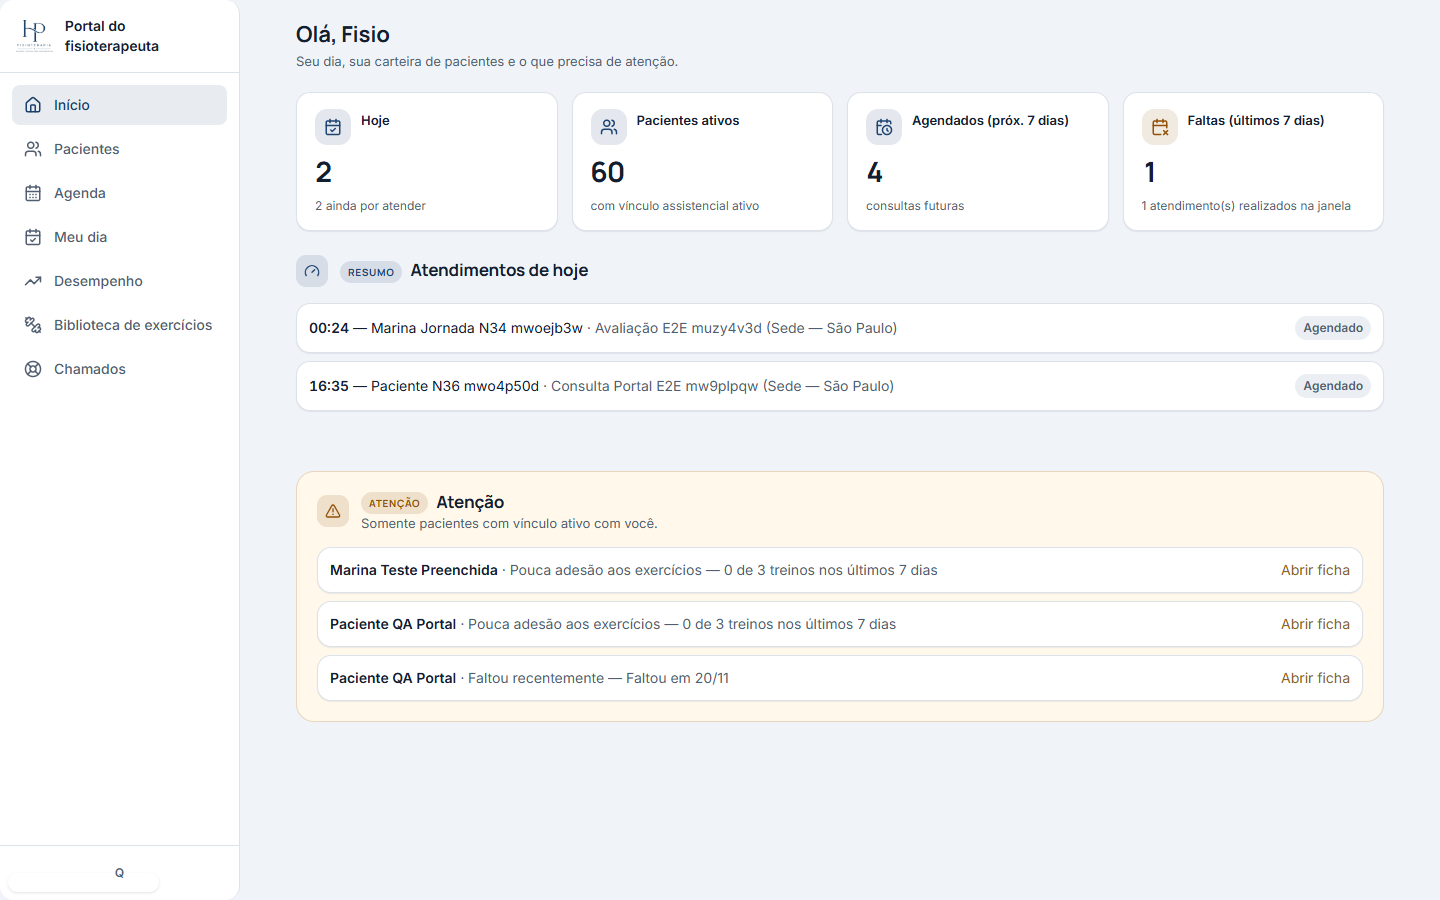 Portal do
fisioterapeuta
Início
Pacientes
Agenda
Meu dia
Desempenho
Biblioteca de exercícios
Chamados
Q
Olá, Fisio
Seu dia, sua carteira de pacientes e o que precisa de atenção.
Hoje
2
2 ainda por atender
Pacientes ativos
60
com vínculo assistencial ativo
Agendados (próx. 7 dias)
4
consultas futuras
Faltas (últimos 7 dias)
1
1 atendimento(s) realizados na janela
RESUMO Atendimentos de hoje
00:24 — Marina Jornada N34 mwoejb3w · Avaliação E2E muzy4v3d (Sede — São Paulo) Agendado
16:35 — Paciente N36 mwo4p50d · Consulta Portal E2E mw9plpqw (Sede — São Paulo) Agendado
ATENÇÃO Atenção
Somente pacientes com vínculo ativo com você.
Marina Teste Preenchida · Pouca adesão aos exercícios — 0 de 3 treinos nos últimos 7 dias Abrir ficha
Paciente QA Portal · Pouca adesão aos exercícios — 0 de 3 treinos nos últimos 7 dias Abrir ficha
Paciente QA Portal · Faltou recentemente — Faltou em 20/11 Abrir ficha